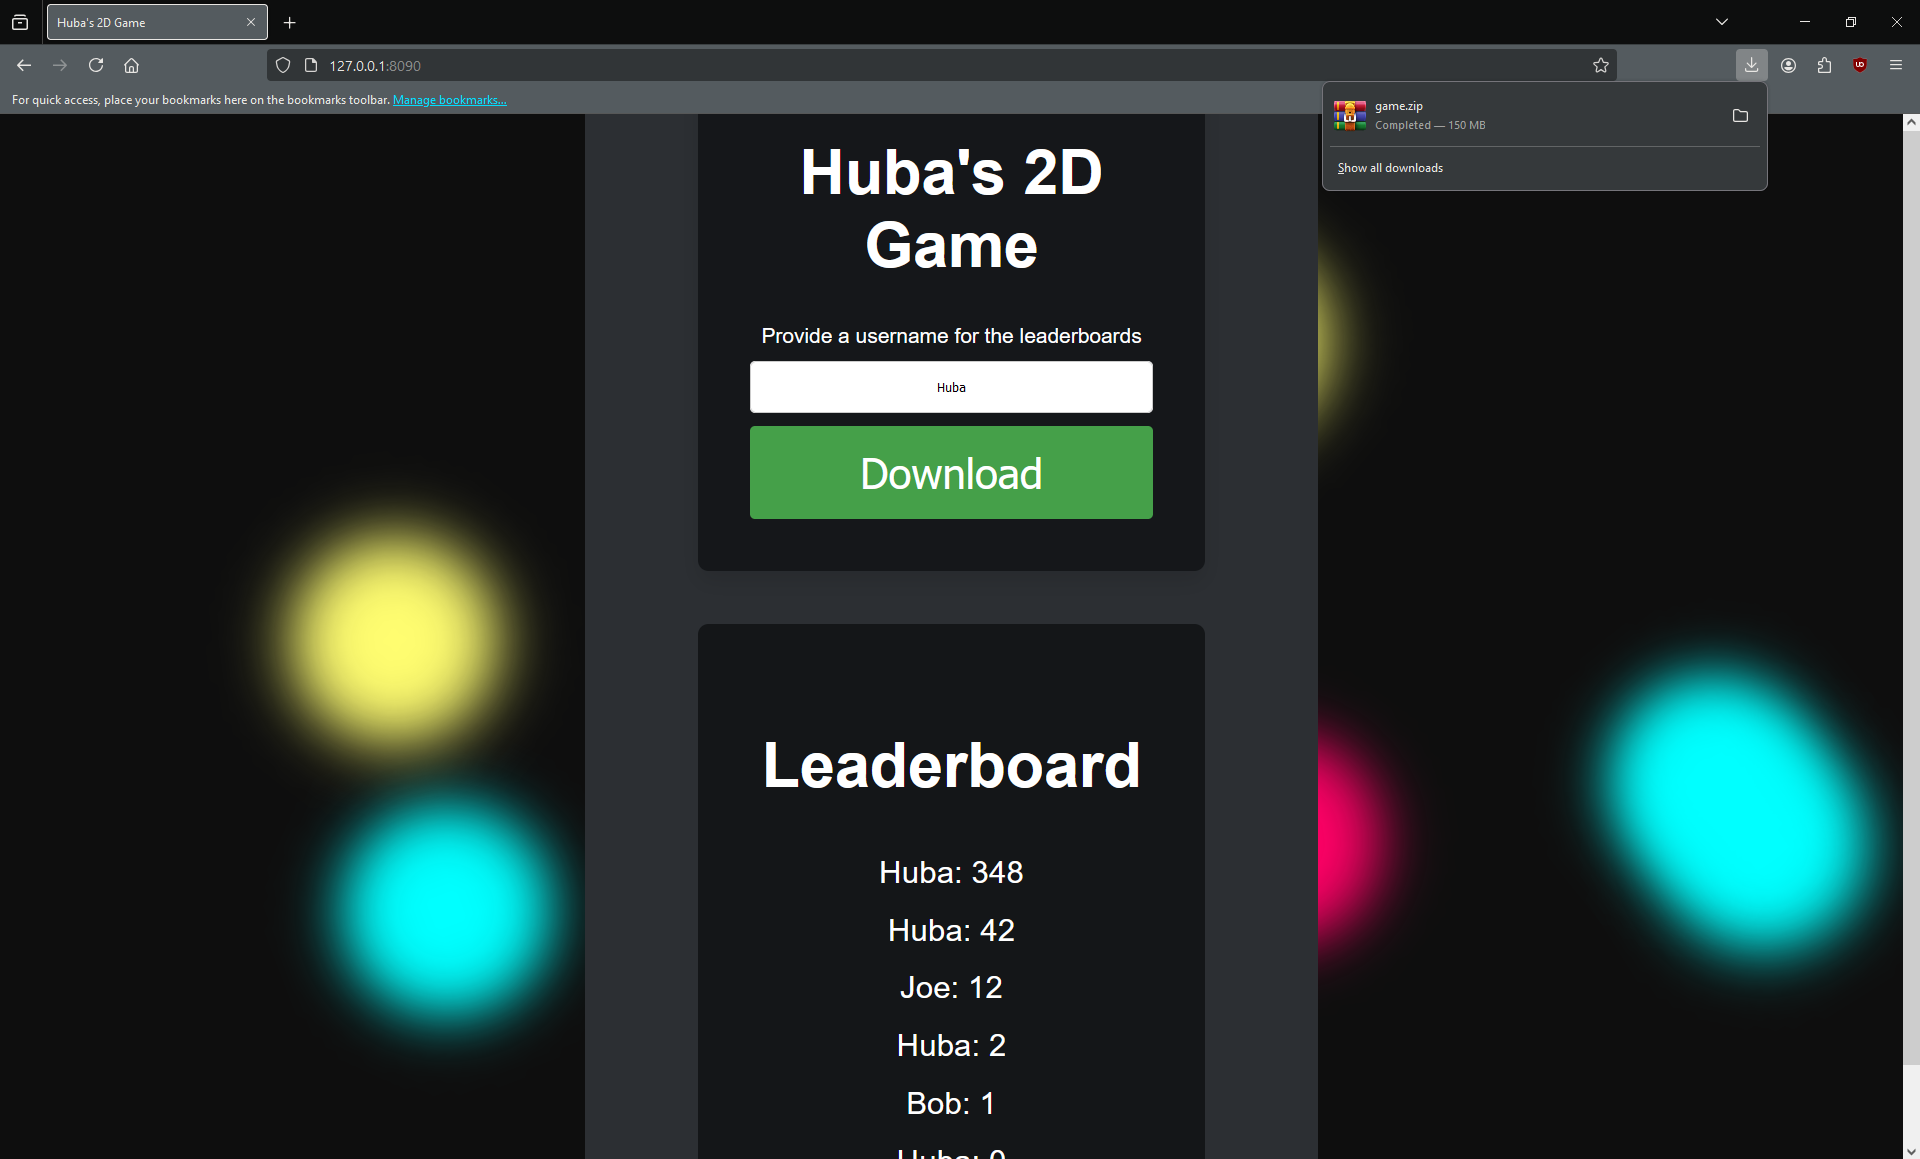 Huba's 2D Game
127.0.0.1:8090
For quick access, place your bookmarks here on the bookmarks toolbar. Manage bookmarks...
game.zip
Completed — 150 MB
Show all downloads
Huba's 2D
Game
Provide a username for the leaderboards
Huba
Download
Leaderboard
Huba: 348
Huba: 42
Joe: 12
Huba: 2
Bob: 1
Huba: 0